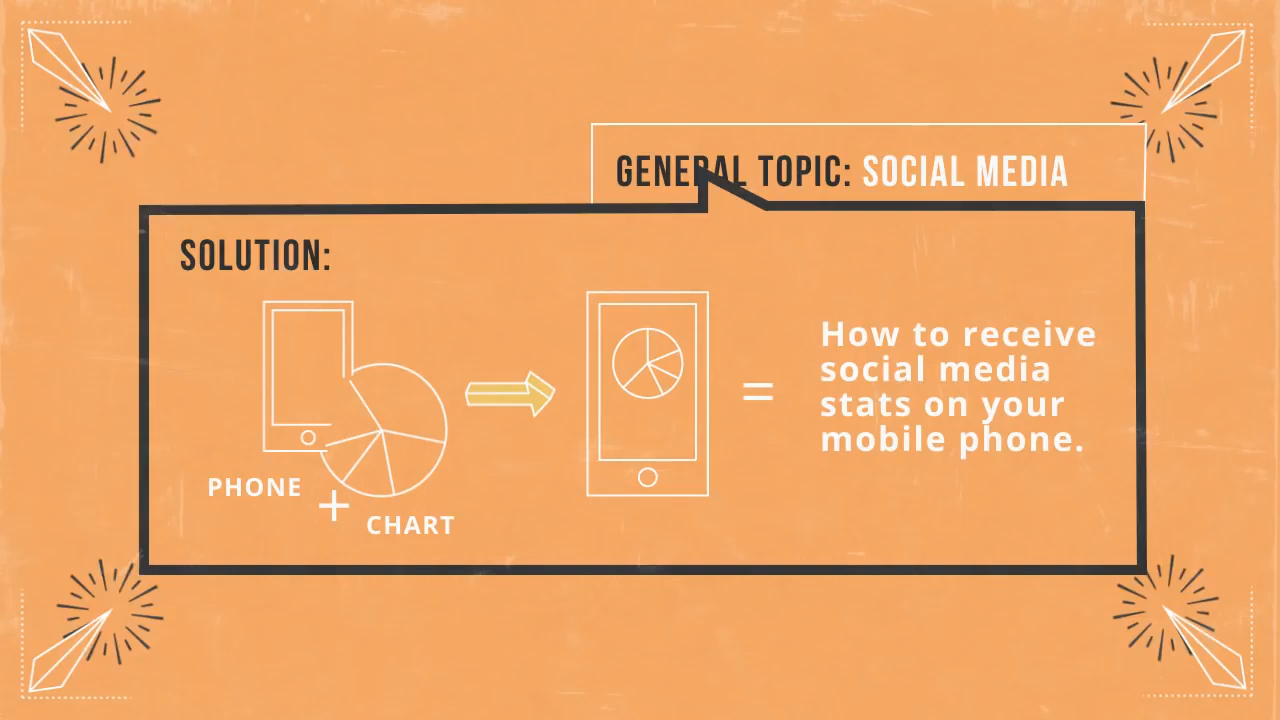 GENERAL TOPIC: SOCIAL MEDIA
SOLUTION:
PHONE
+
CHART
=
How to receive
social media
stats on your
mobile phone.